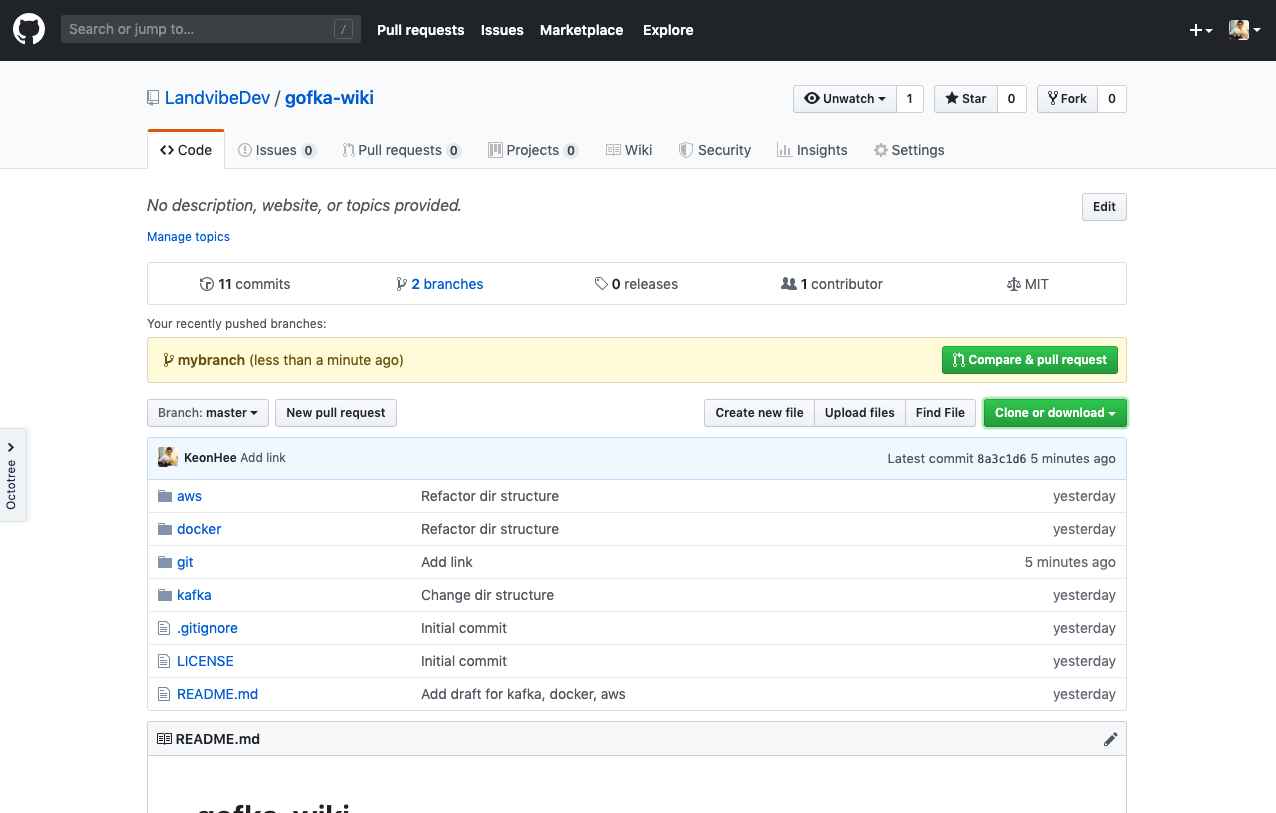 Search or jump to... /
Pull requests Issues Marketplace Explore
LandvibeDev / gofka-wiki
Unwatch 1 Star 0 Fork 0
Code Issues 0 Pull requests 0 Projects 0 Wiki Security Insights Settings
No description, website, or topics provided.
Edit
Manage topics
11 commits 2 branches 0 releases 1 contributor MIT
Your recently pushed branches:
mybranch (less than a minute ago) Compare & pull request
Branch: master New pull request Create new file Upload files Find File Clone or download
KeonHee Add link Latest commit 8a3c1d6 5 minutes ago
aws Refactor dir structure yesterday
docker Refactor dir structure yesterday
git Add link 5 minutes ago
kafka Change dir structure yesterday
.gitignore Initial commit yesterday
LICENSE Initial commit yesterday
README.md Add draft for kafka, docker, aws yesterday
Octotree
README.md
gofka-wiki